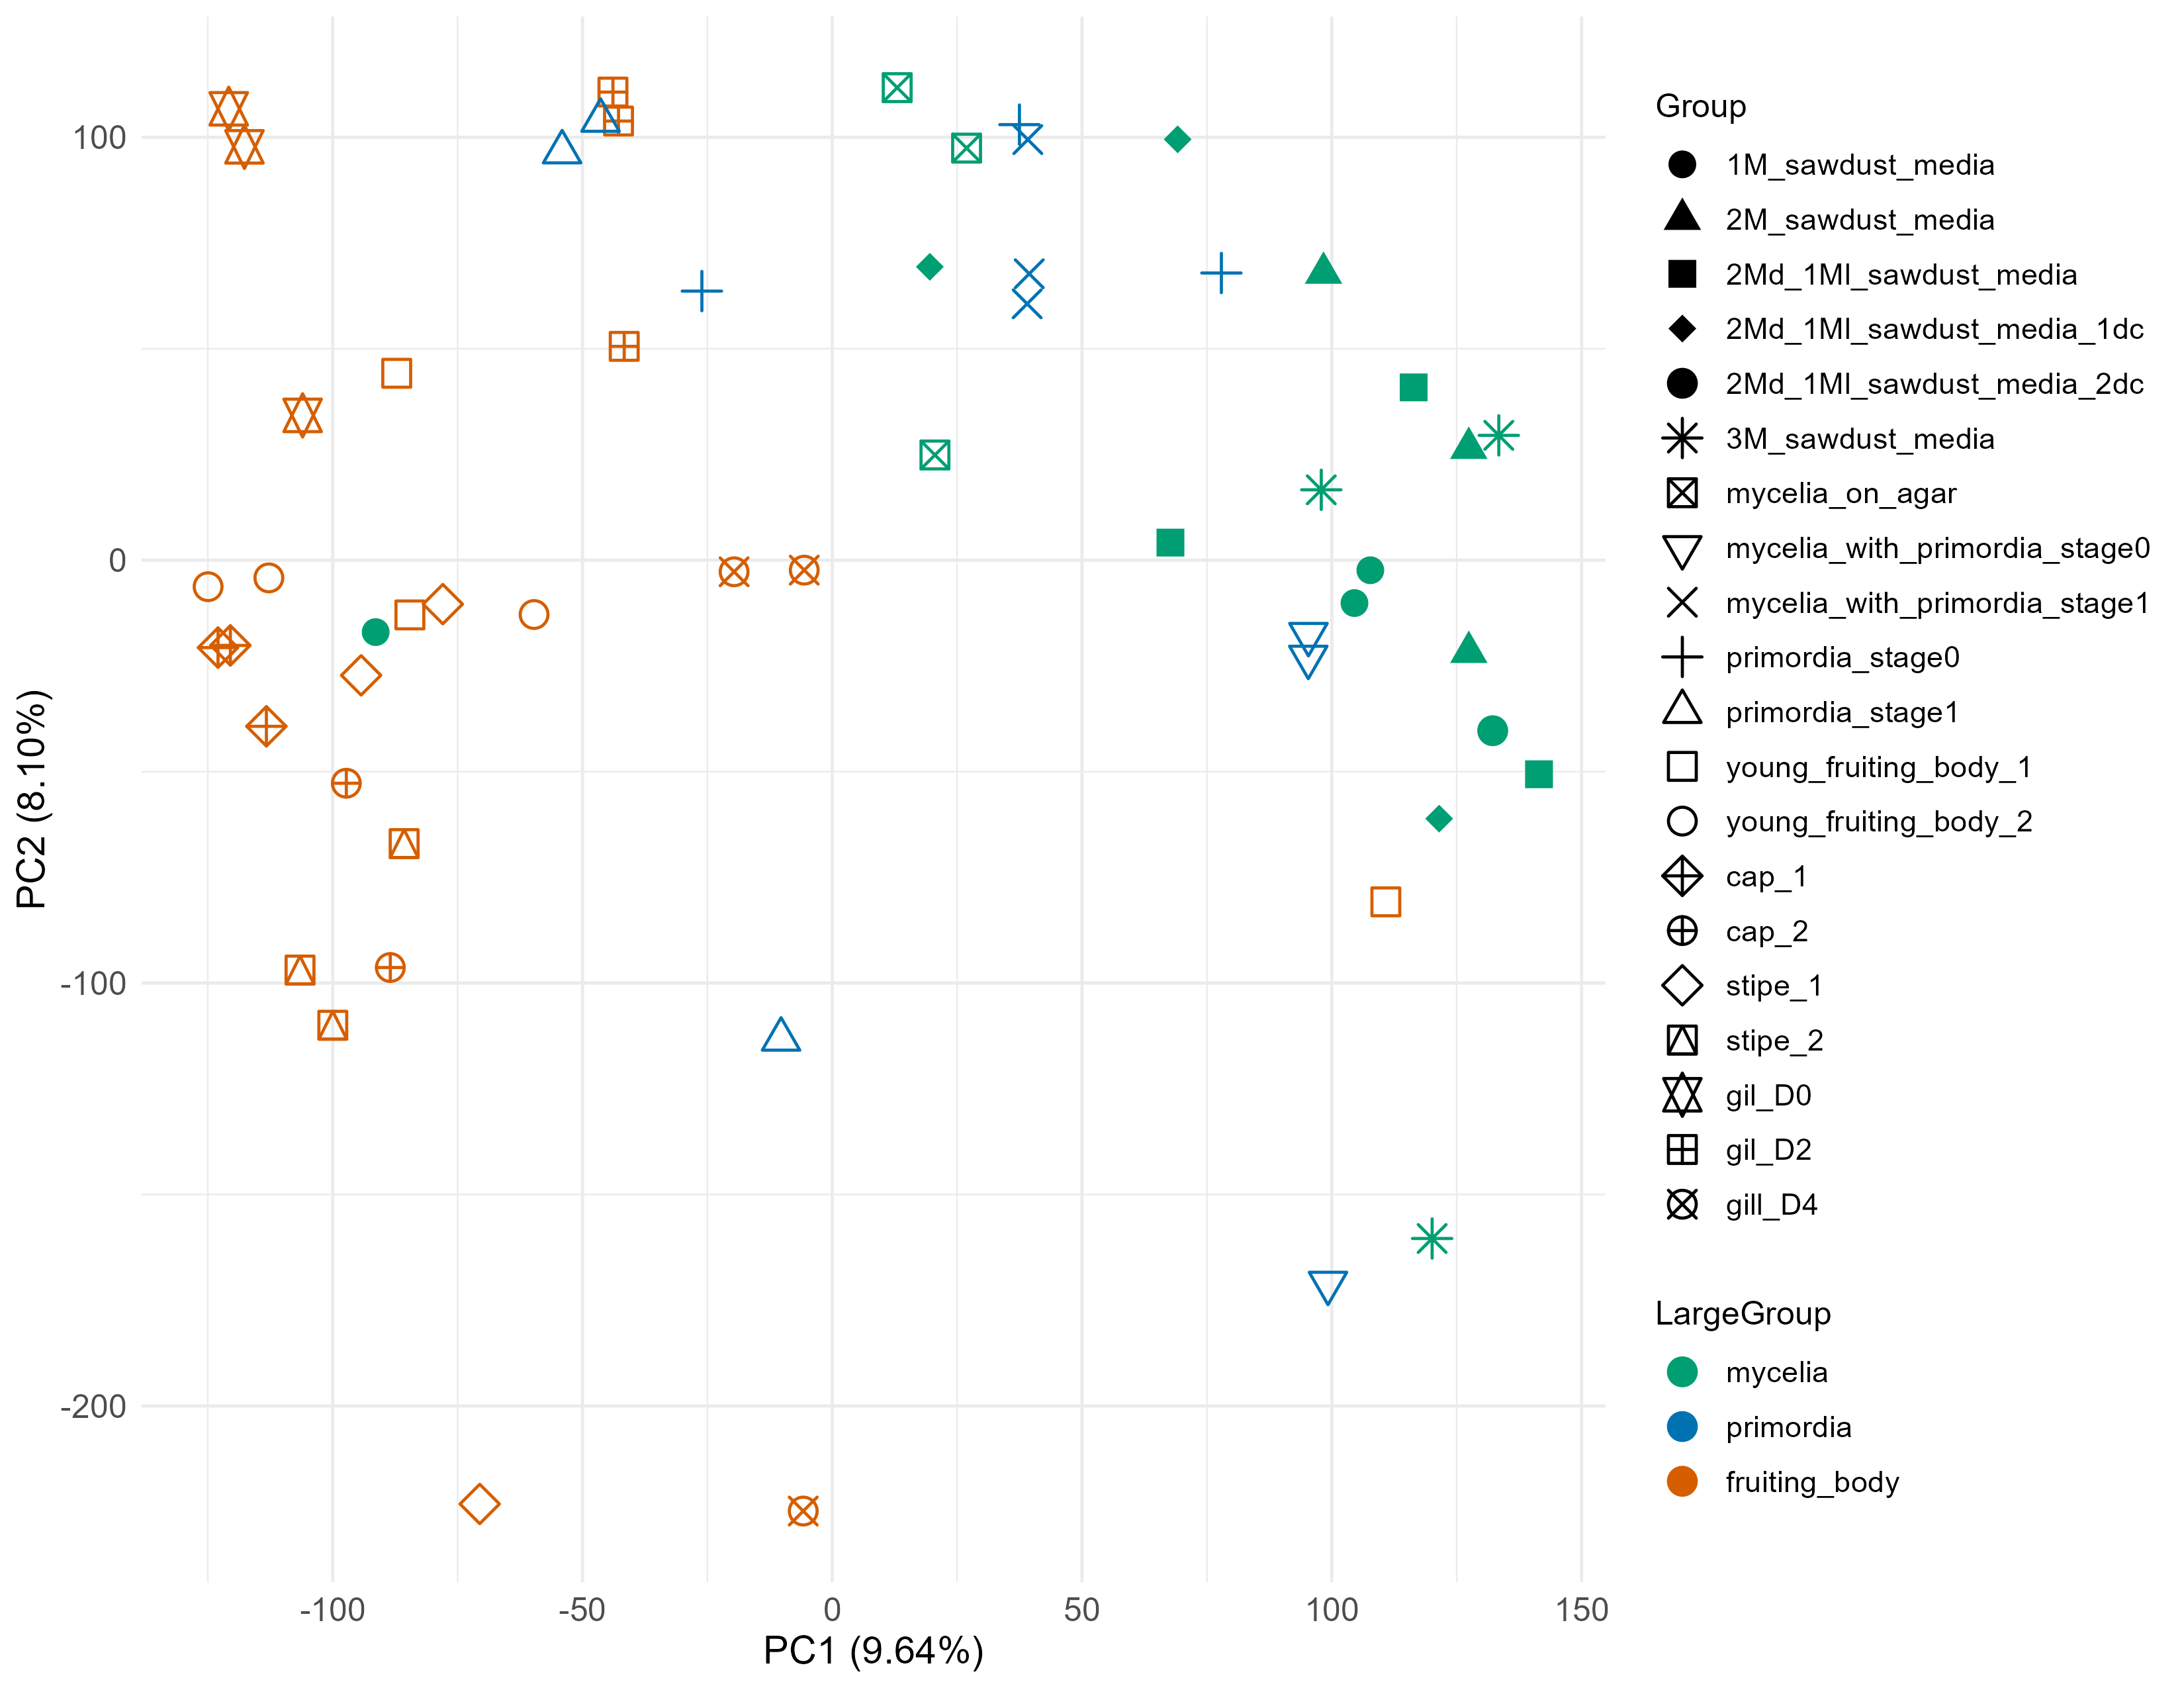 100
0
-100
-200
PC2 (8.10%)
-100
-50
0
50
100
150
PC1 (9.64%)
Group
1M_sawdust_media
2M_sawdust_media
2Md_1Ml_sawdust_media
2Md_1Ml_sawdust_media_1dc
2Md_1Ml_sawdust_media_2dc
3M_sawdust_media
mycelia_on_agar
mycelia_with_primordia_stage0
mycelia_with_primordia_stage1
primordia_stage0
primordia_stage1
young_fruiting_body_1
young_fruiting_body_2
cap_1
cap_2
stipe_1
stipe_2
gil_D0
gil_D2
gill_D4
LargeGroup
mycelia
primordia
fruiting_body